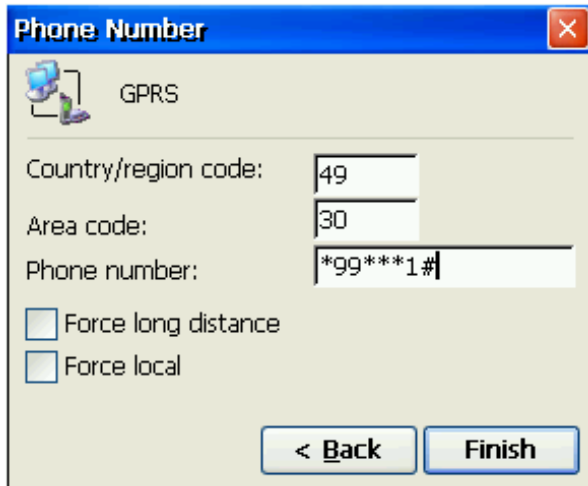 Phone Number
GPRS
Country/region code: 49
Area code: 30
Phone number: *99***1#
Force long distance
Force local
< Back Finish